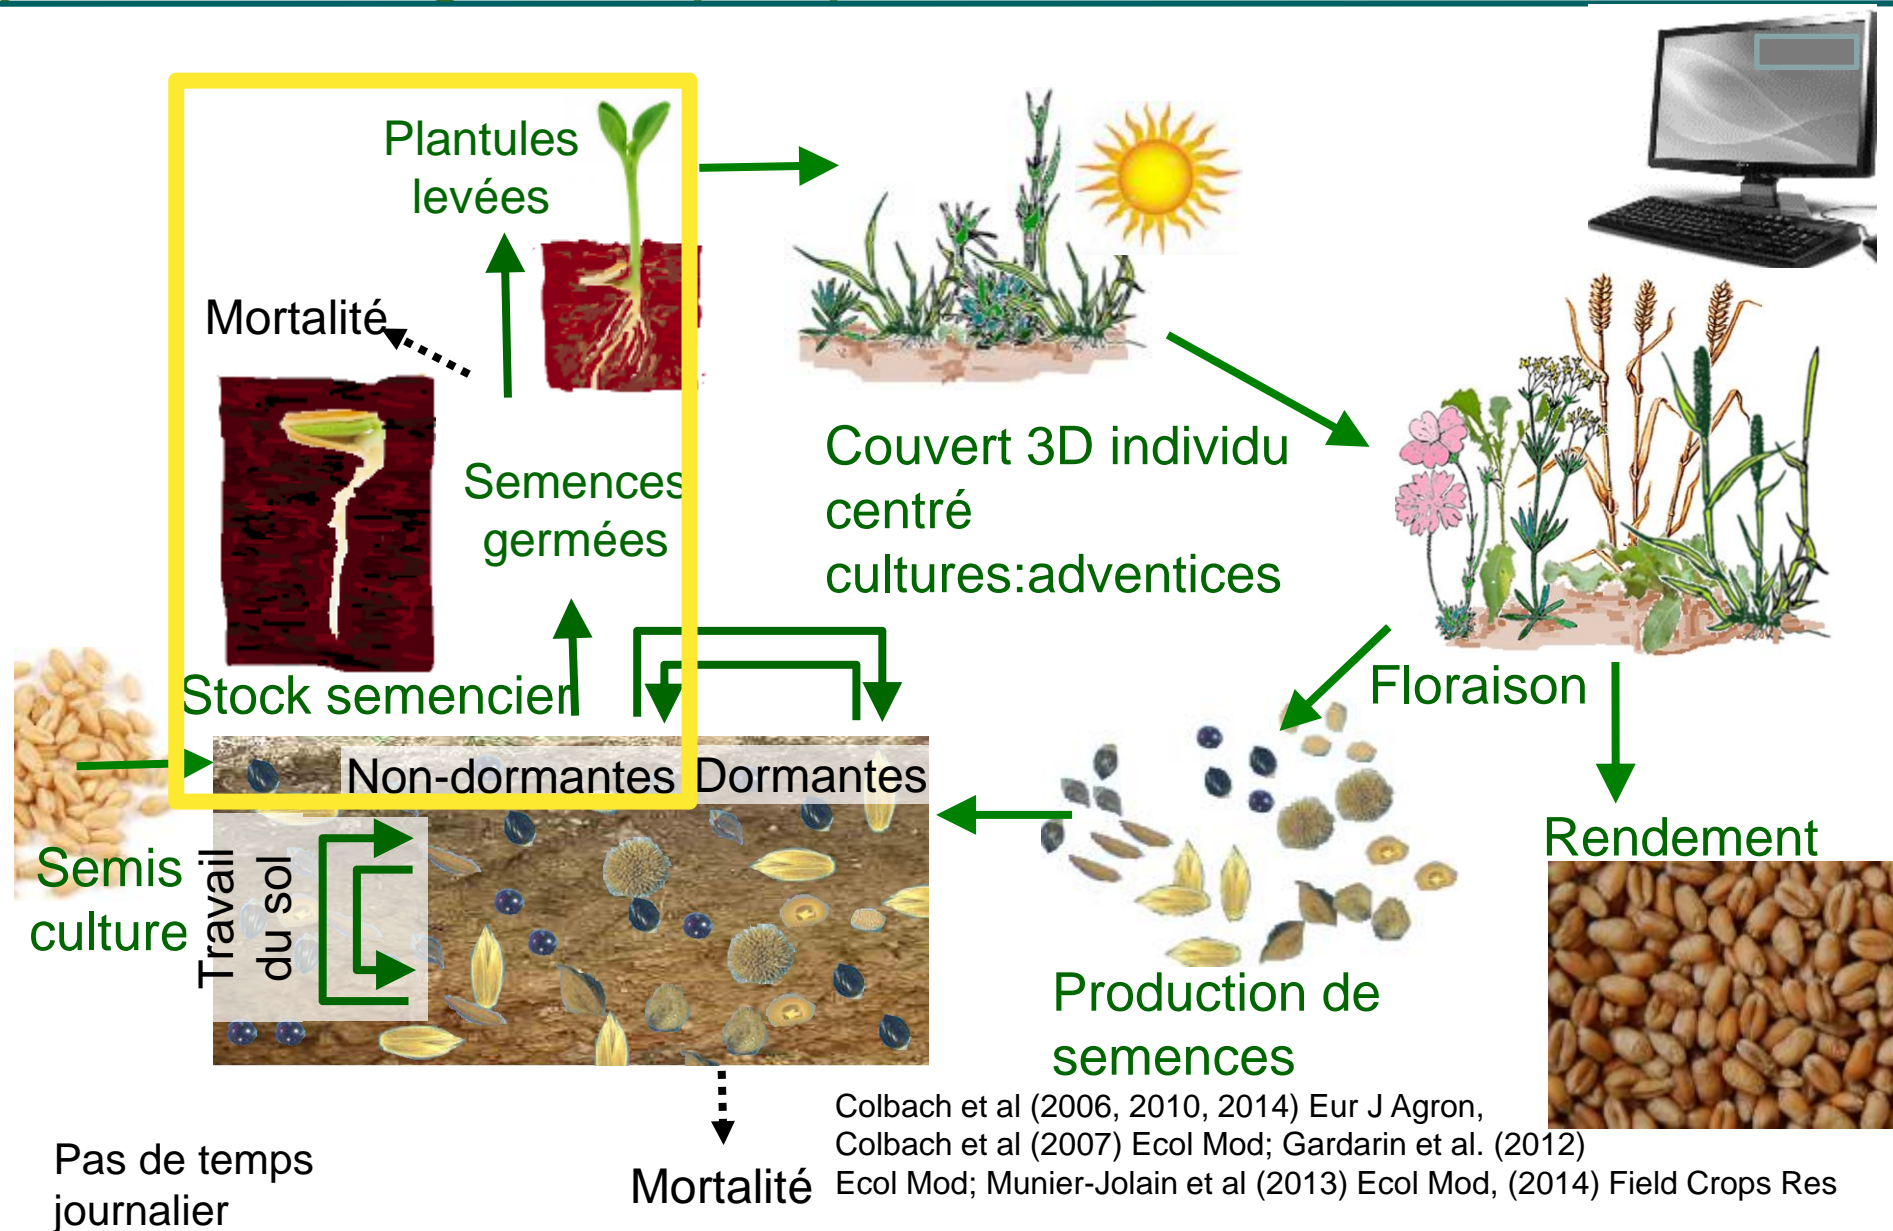 Plantules
levées
Mortalité
Semences
germées
Couvert 3D individu
centré
cultures:adventices
Stock semencier
Non-dormantes
Dormantes
Floraison
Semis
culture
Travail
du sol
Rendement
Production de
semences
Mortalité
Pas de temps
journalier
Colbach et al (2006, 2010, 2014) Eur J Agron,
Colbach et al (2007) Ecol Mod; Gardarin et al. (2012)
Ecol Mod; Munier-Jolain et al (2013) Ecol Mod, (2014) Field Crops Res